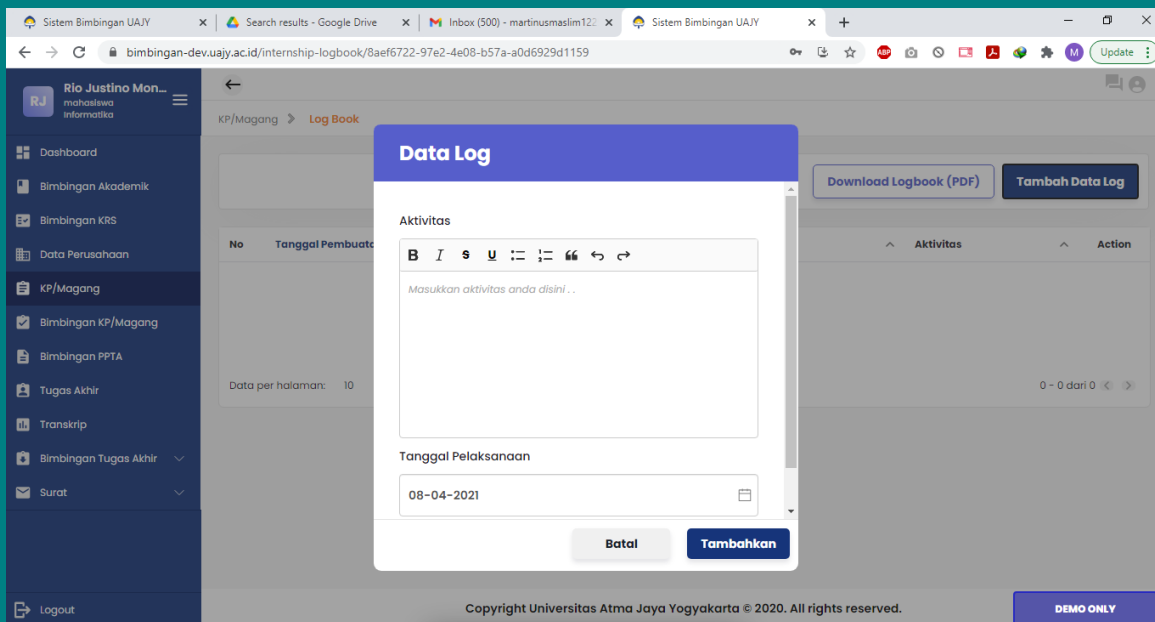 Sistem Bimbingan UAJY
Search results - Google Drive
Inbox (500) - martinusmaslim122
Sistem Bimbingan UAJY
bimbingan-dev.uajy.ac.id/internship-logbook/8aef6722-97e2-4e08-b57a-a0d6929d1159
ABP
M
Update
RJ
Rio Justino Mon...
mahasiswa
Informatika
KP/Magang > Log Book
Dashboard
Bimbingan Akademik
Bimbingan KRS
Data Perusahaan
KP/Magang
Bimbingan KP/Magang
Bimbingan PPTA
Tugas Akhir
Transkrip
Bimbingan Tugas Akhir
Surat
Logout
Download Logbook (PDF)
Tambah Data Log
No Tanggal Pembuata Aktivitas Action
Data per halaman: 10
0 - 0 dari 0
Data Log
Aktivitas
B I S U
Masukkan aktivitas anda disini . .
Tanggal Pelaksanaan
08-04-2021
Batal
Tambahkan
Copyright Universitas Atma Jaya Yogyakarta © 2020. All rights reserved.
DEMO ONLY